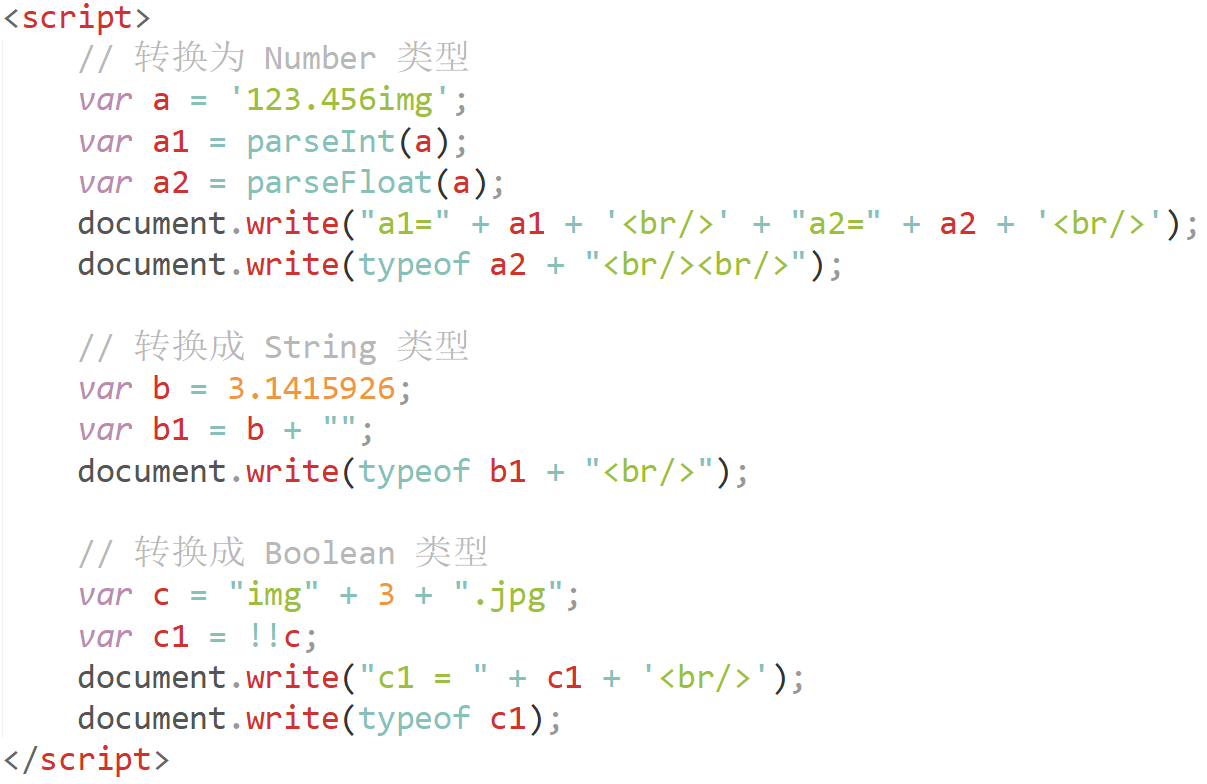 <script>
    // 转换为 Number 类型
    var a = '123.456img';
    var a1 = parseInt(a);
    var a2 = parseFloat(a);
    document.write("a1=" + a1 + '<br/>' + "a2=" + a2 + '<br/>');
    document.write(typeof a2 + "<br/><br/>");

    // 转换成 String 类型
    var b = 3.1415926;
    var b1 = b + "";
    document.write(typeof b1 + "<br/>");

    // 转换成 Boolean 类型
    var c = "img" + 3 + ".jpg";
    var c1 = !!c;
    document.write("c1 = " + c1 + '<br/>');
    document.write(typeof c1);
</script>